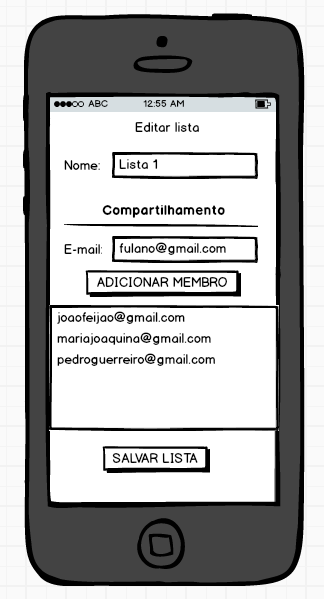 ABC 12:55 AM
Editar lista
Nome: Lista 1
Compartilhamento
E-mail: fulano@gmail.com
ADICIONAR MEMBRO
joaofeijao@gmail.com
mariajoaquina@gmail.com
pedroguerreiro@gmail.com
SALVAR LISTA